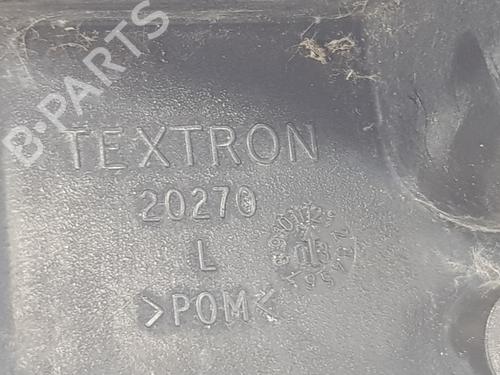 B-PARTS
TEXTRON
20270
L
>POM<